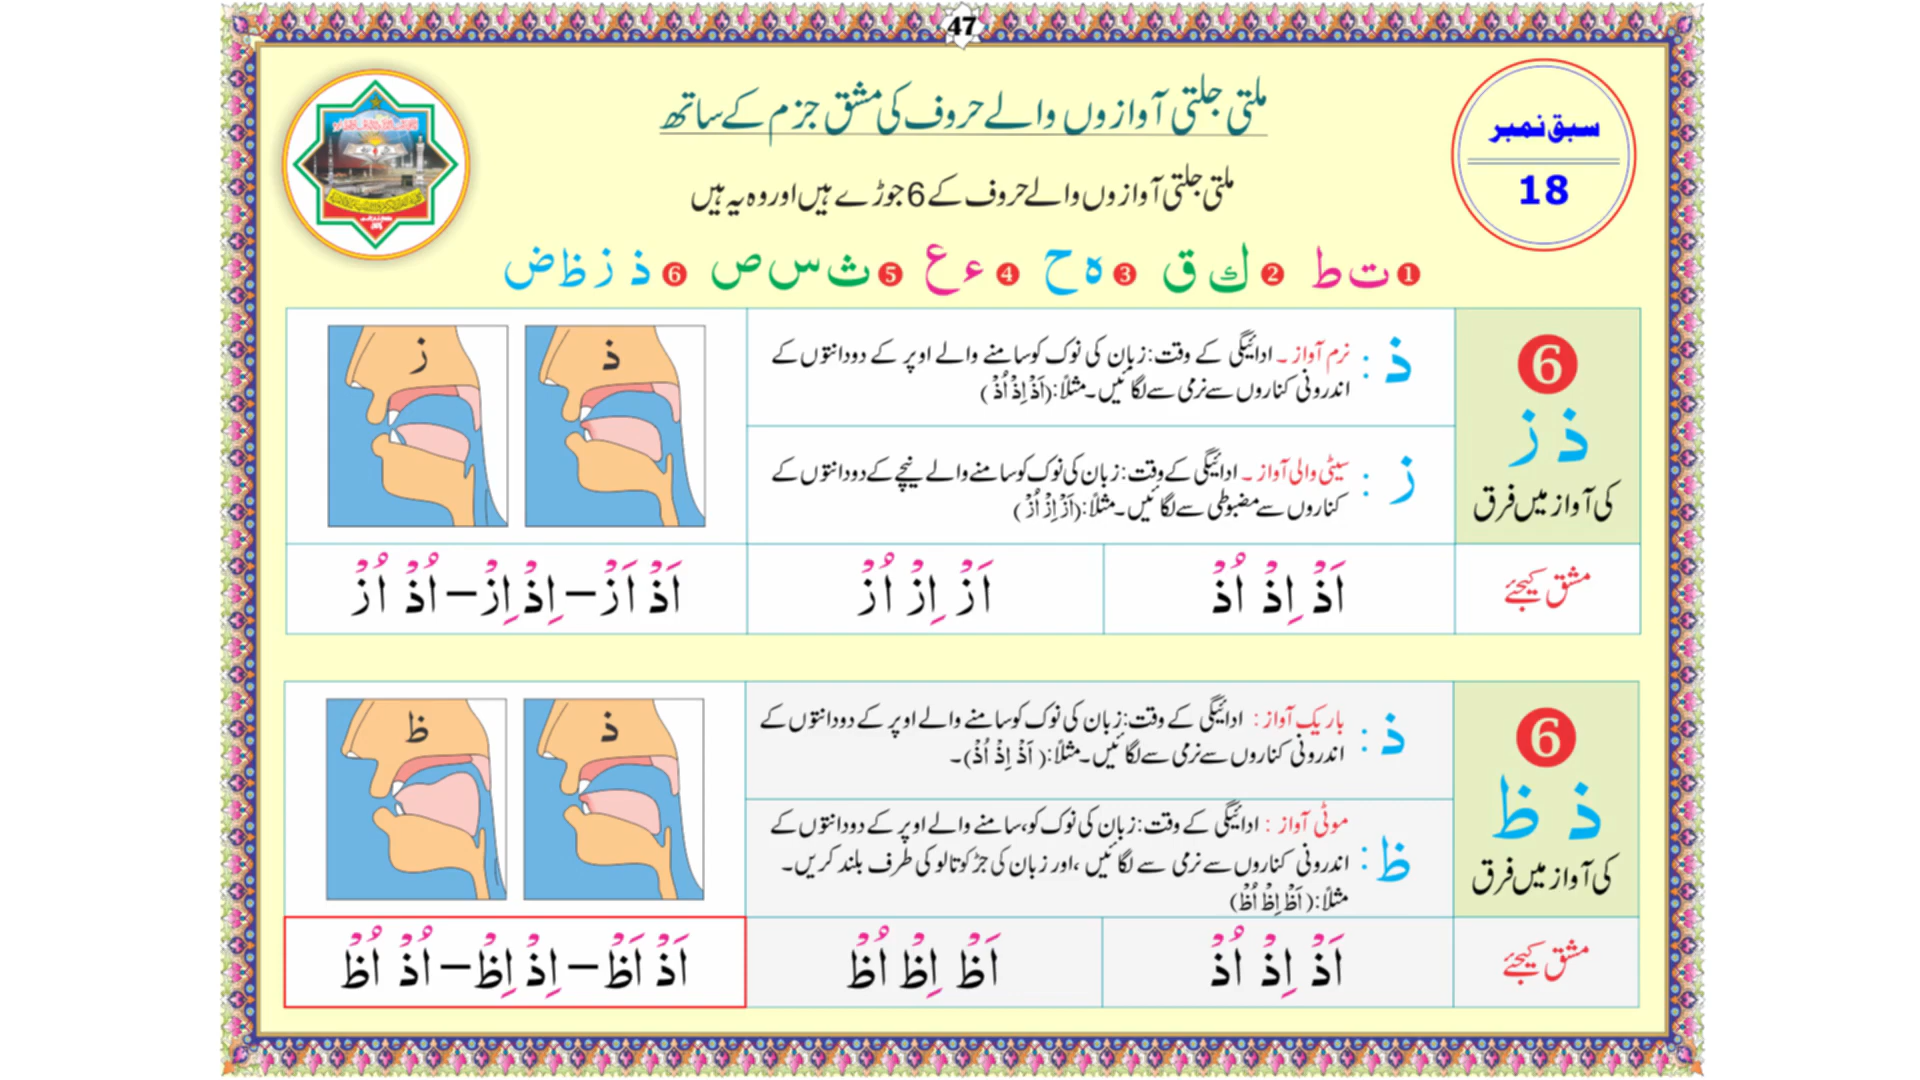 47
سبق نمبر
18
ملتی جلتی آوازوں والے حروف کی مشق جزم کے ساتھ
ملتی جلتی آوازوں والے حروف کے 6 جوڑے ہیں اور وہ یہ ہیں
1 ت ط 2 ك ق 3 ه ح 4 ء ع 5 ث س ص 6 ذ ز ظ ض
6
ذ ز
کی آواز میں فرق
ذ : نرم آواز ۔ ادائیگی کے وقت: زبان کی نوک کو سامنے والے اوپر کے دو دانتوں کے
اندرونی کناروں سے نرمی سے لگائیں۔ مثلاً: (اَذْ اِذْ اُذْ)
ز : سیٹی والی آواز ۔ ادائیگی کے وقت: زبان کی نوک کو سامنے والے نیچے کے دو دانتوں کے
کناروں سے مضبوطی سے لگائیں۔ مثلاً: (اَزْ اِزْ اُزْ)
ذ
ز
مشق کیجئے
اَذْ اِذْ اُذْ
اَزْ اِزْ اُزْ
اَذْ اَزْ – اِذْ اِزْ – اُذْ اُزْ
6
ذ ظ
کی آواز میں فرق
ذ : باریک آواز : ادائیگی کے وقت: زبان کی نوک کو سامنے والے اوپر کے دو دانتوں کے
اندرونی کناروں سے نرمی سے لگائیں۔ مثلاً: (اَذْ اِذْ اُذْ)۔
ظ : موٹی آواز : ادائیگی کے وقت: زبان کی نوک کو، سامنے والے اوپر کے دو دانتوں کے
اندرونی کناروں سے نرمی سے لگائیں، اور زبان کی جڑ کو تالو کی طرف بلند کریں۔
مثلاً: (اَظْ اِظْ اُظْ)
ذ
ظ
مشق کیجئے
اَذْ اِذْ اُذْ
اَظْ اِظْ اُظْ
اَذْ اَظْ – اِذْ اِظْ – اُذْ اُظْ